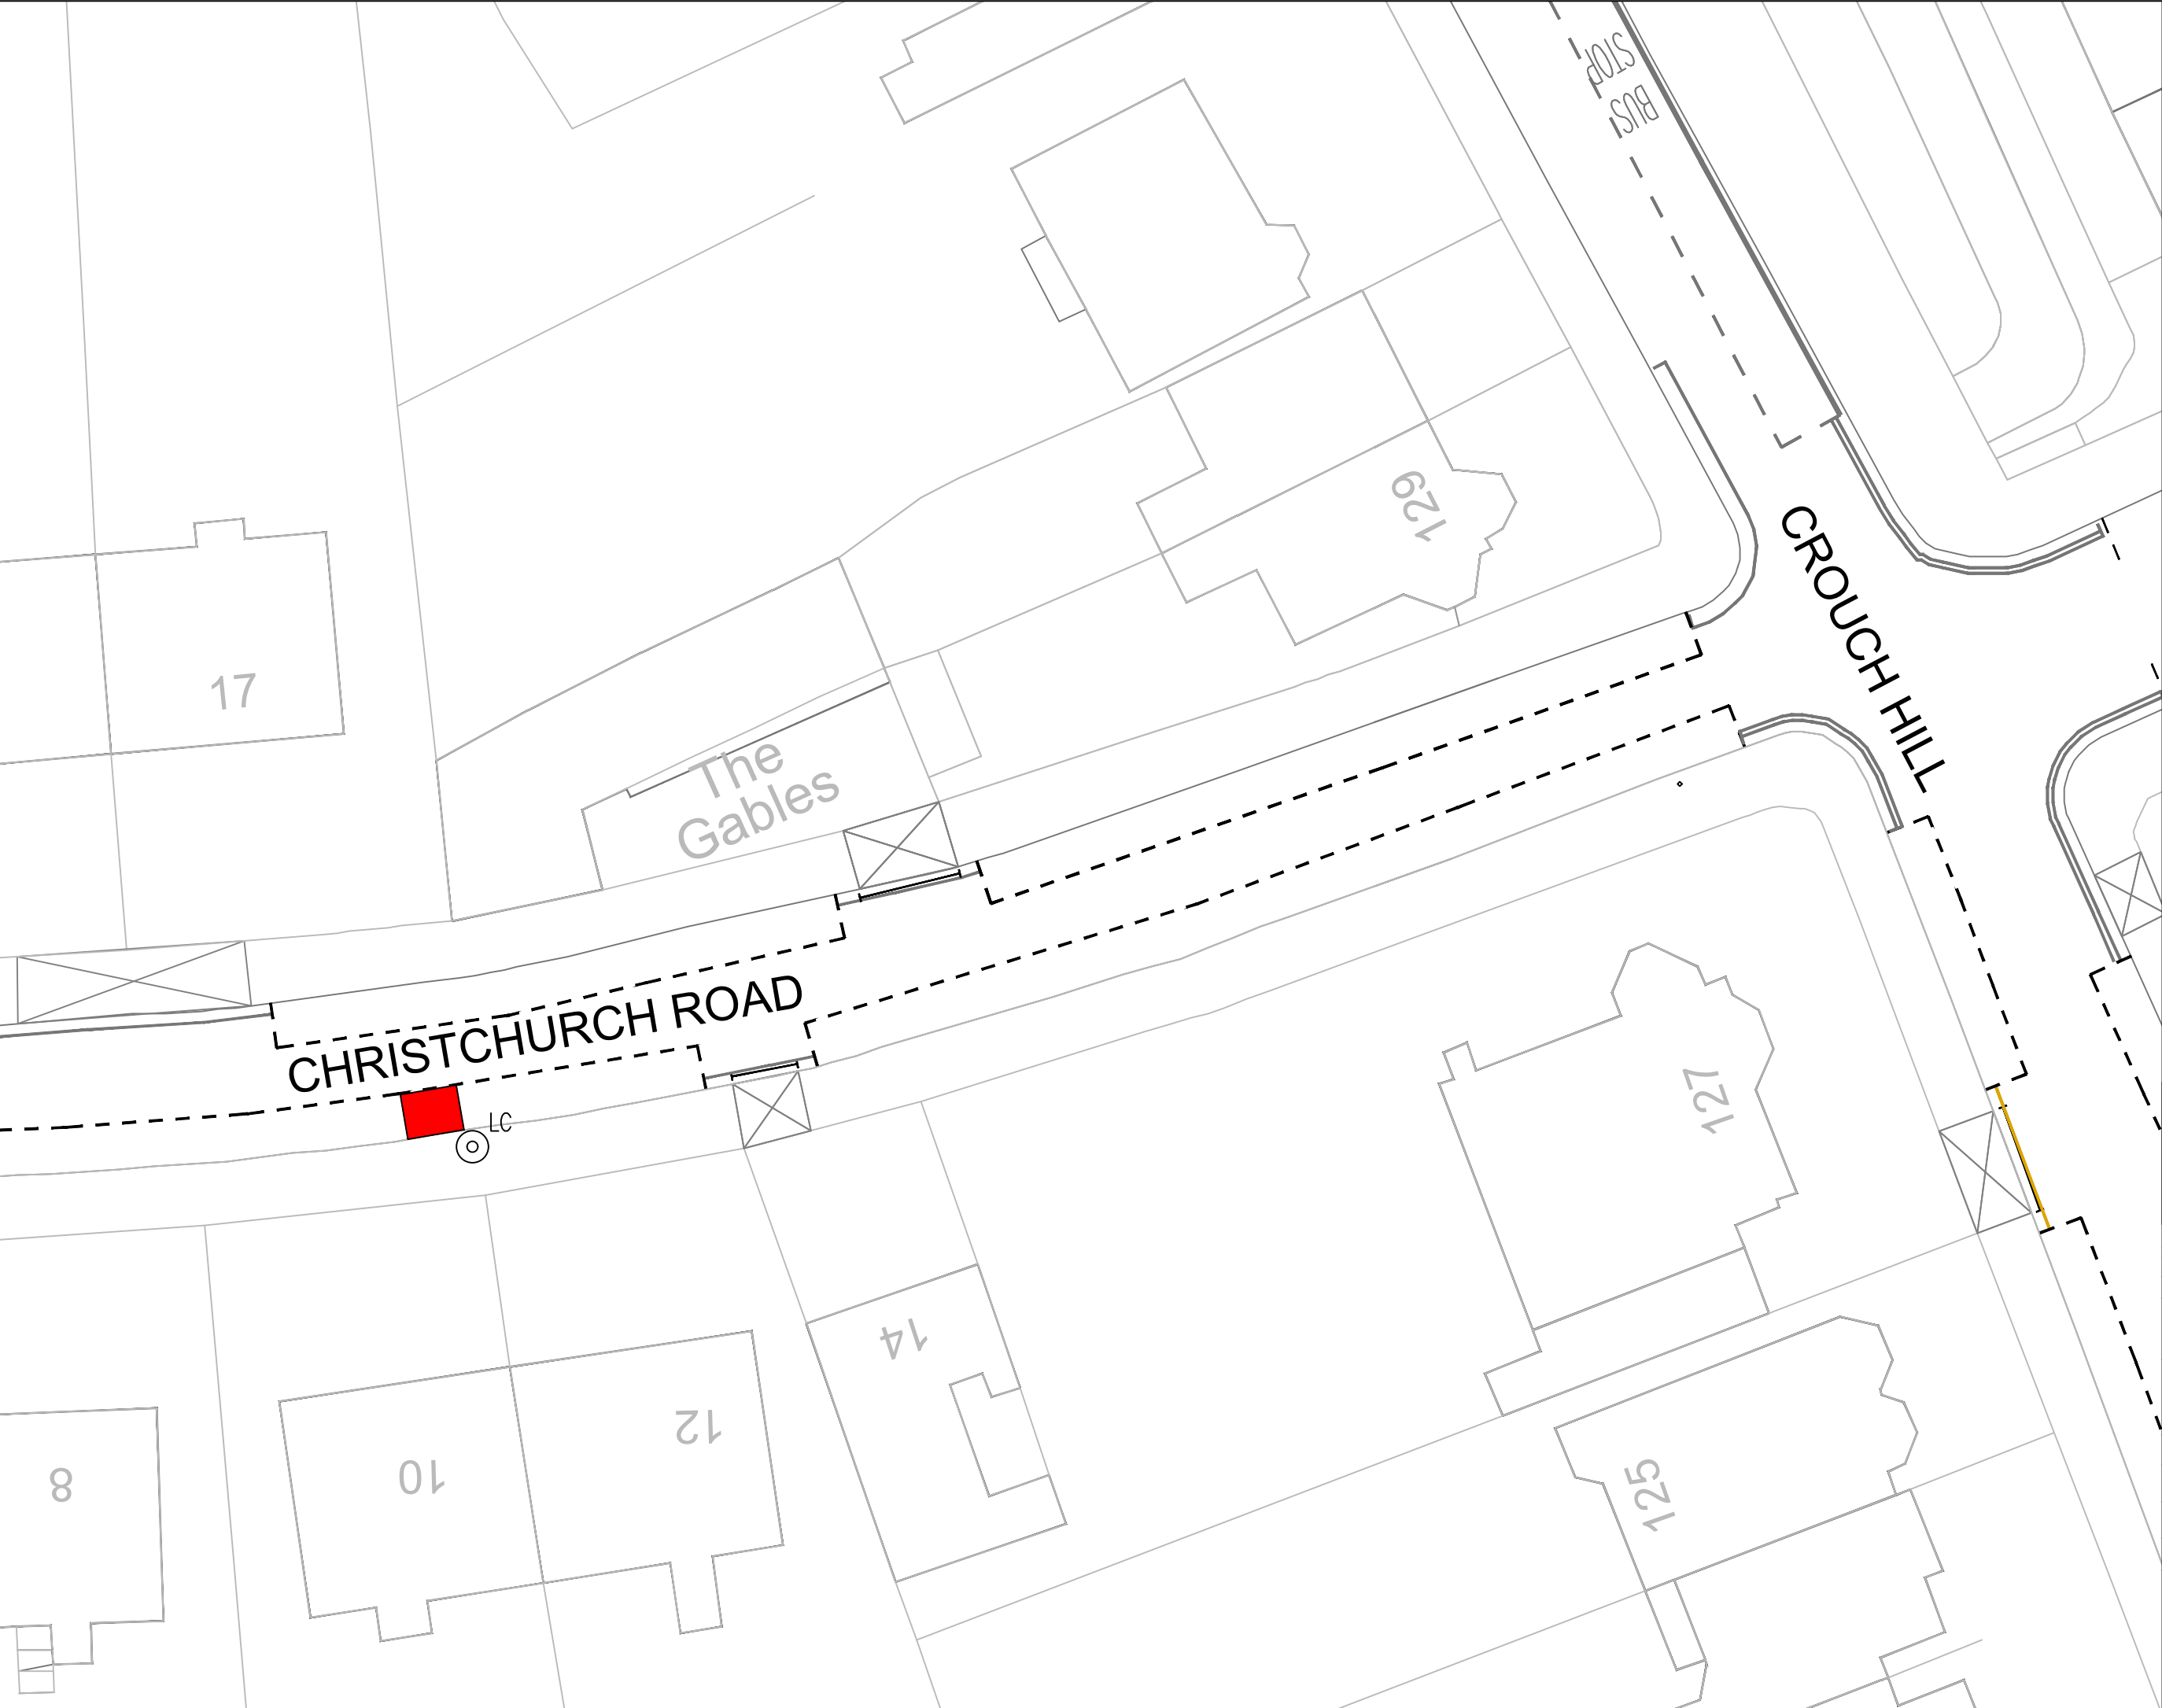 BUS
STOP
129
CROUCH HILL
17
The
Gables
CHRISTCHURCH ROAD
LC
127
14
12
10
8
125